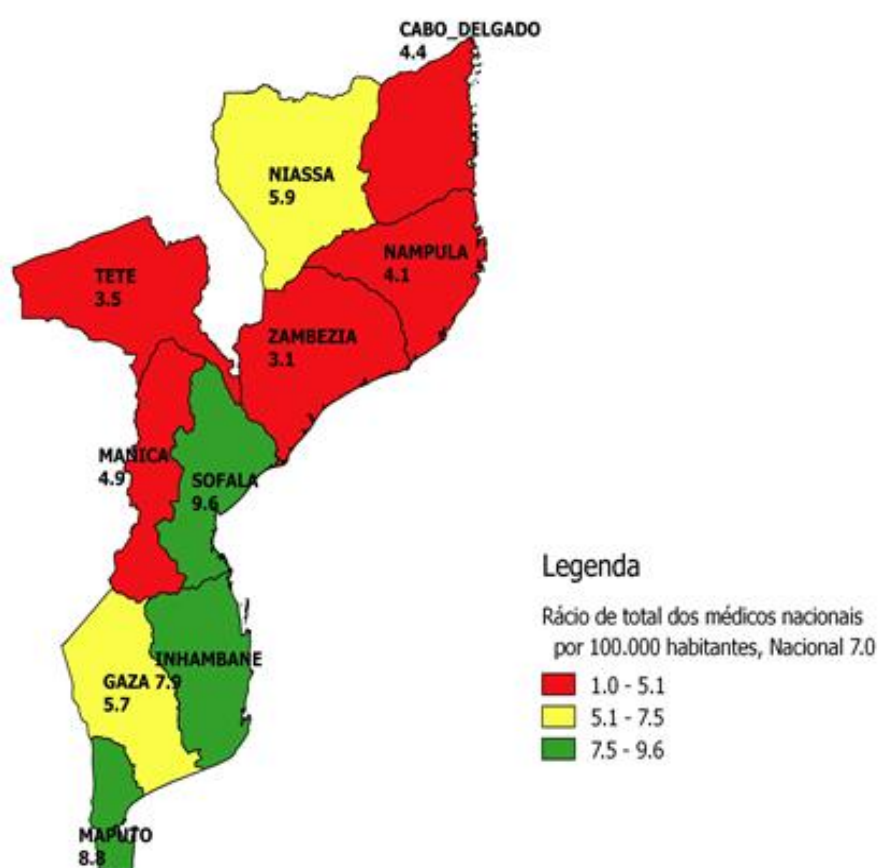 CABO_DELGADO
4.4
NIASSA
5.9
NAMPULA
4.1
TETE
3.5
ZAMBEZIA
3.1
MANICA
4.9
SOFALA
9.6
INHAMBANE
7.9
GAZA
5.7
MAPUTO
8.8
Legenda
Rácio de total dos médicos nacionais
por 100.000 habitantes, Nacional 7.0
1.0 - 5.1
5.1 - 7.5
7.5 - 9.6